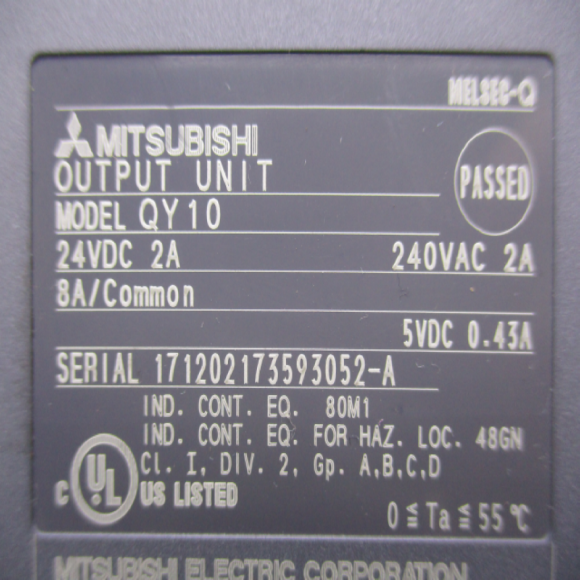 MELSEC-Q
MITSUBISHI
OUTPUT UNIT
PASSED
MODEL QY10
24VDC 2A 240VAC 2A
8A/Common
5VDC 0.43A
SERIAL 171202173593052-A
IND. CONT. EQ. 80M1
IND. CONT. EQ. FOR HAZ. LOC. 48GN
Cl. I, DIV. 2, Gp. A,B,C,D
C UL US LISTED
0≦Ta≦55℃
MITSUBISHI ELECTRIC CORPORATION